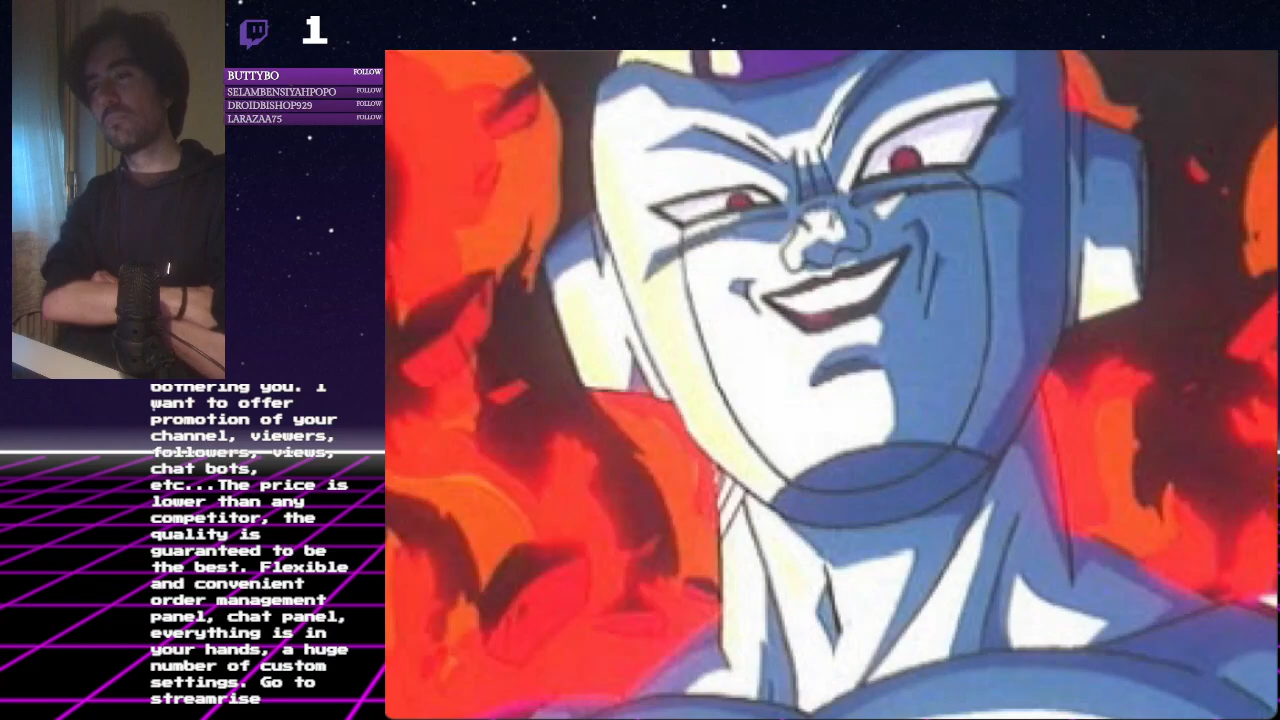 1
BUTTYBO FOLLOW
SELAMBENSIYAHPOPO FOLLOW
DROIDBISHOP929 FOLLOW
LARAZAA75 FOLLOW
bothering you. I
want to offer
promotion of your
channel, viewers,
followers, views,
chat bots,
etc...The price is
lower than any
competitor, the
quality is
guaranteed to be
the best. Flexible
and convenient
order management
panel, chat panel,
everything is in
your hands, a huge
number of custom
settings. Go to
streamrise